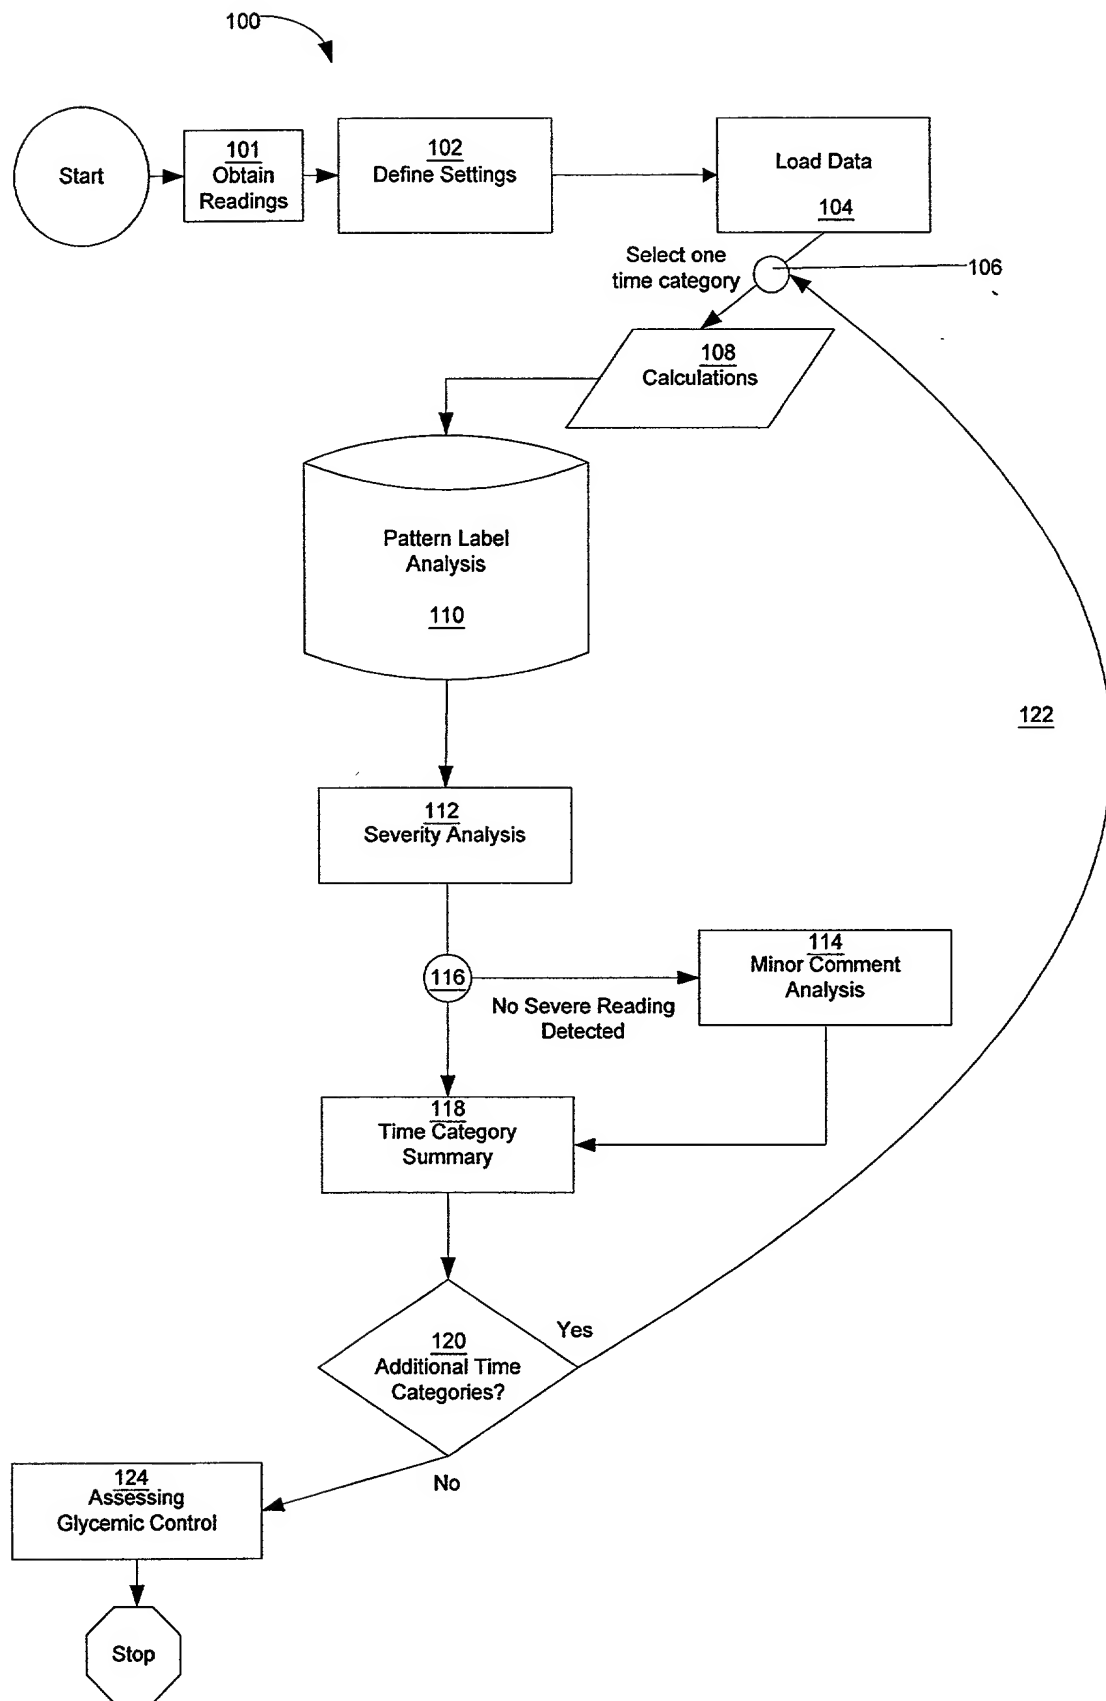 100
Start
101
Obtain
Readings
102
Define Settings
Load Data
104
Select one
time category
106
108
Calculations
Pattern Label
Analysis
110
122
112
Severity Analysis
114
Minor Comment
Analysis
116
No Severe Reading
Detected
118
Time Category
Summary
120
Additional Time
Categories?
Yes
No
124
Assessing
Glycemic Control
Stop